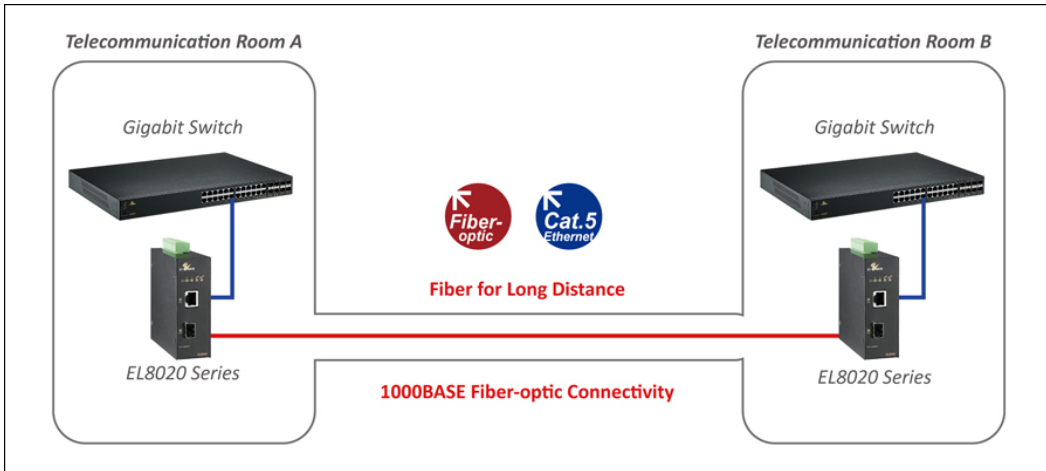 Telecommunication Room A
Telecommunication Room B
Gigabit Switch
Gigabit Switch
Fiber-
optic
Cat.5
Ethernet
Fiber for Long Distance
EL8020 Series
EL8020 Series
1000BASE Fiber-optic Connectivity